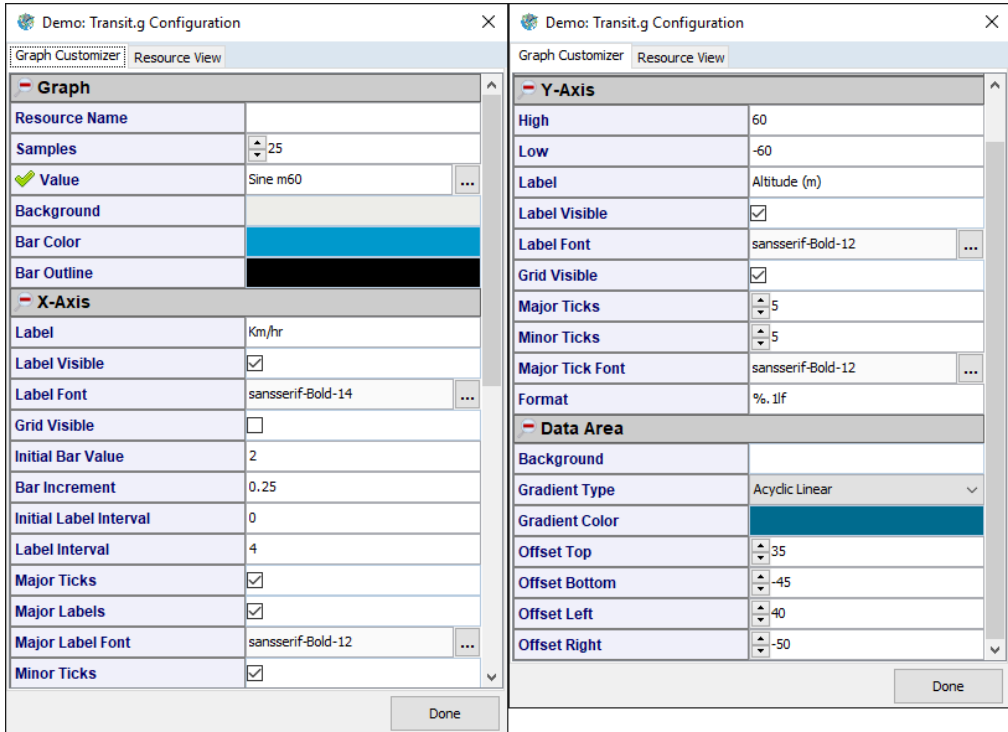 Demo: Transit.g Configuration
Graph Customizer Resource View
Graph
Resource Name
Samples 25
Value Sine m60 ...
Background
Bar Color
Bar Outline
X-Axis
Label Km/hr
Label Visible
Label Font sansserif-Bold-14 ...
Grid Visible
Initial Bar Value 2
Bar Increment 0.25
Initial Label Interval 0
Label Interval 4
Major Ticks
Major Labels
Major Label Font sansserif-Bold-12 ...
Minor Ticks
Done
Demo: Transit.g Configuration
Graph Customizer Resource View
Y-Axis
High 60
Low -60
Label Altitude (m)
Label Visible
Label Font sansserif-Bold-12 ...
Grid Visible
Major Ticks 5
Minor Ticks 5
Major Tick Font sansserif-Bold-12 ...
Format %.1lf
Data Area
Background
Gradient Type Acyclic Linear
Gradient Color
Offset Top 35
Offset Bottom -45
Offset Left 40
Offset Right -50
Done